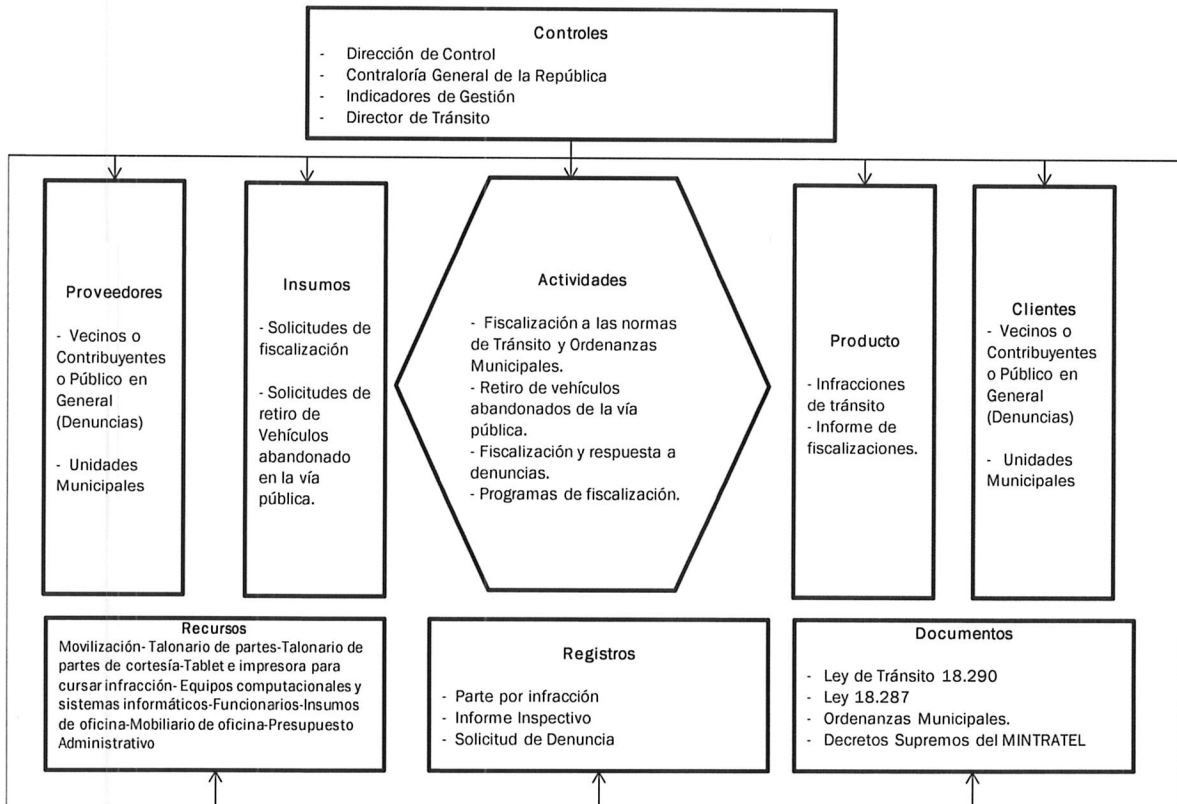 Controles
- Dirección de Control
- Contraloría General de la República
- Indicadores de Gestión
- Director de Tránsito
Proveedores
- Vecinos o
Contribuyentes
o Público en
General
(Denuncias)
- Unidades
Municipales
Insumos
- Solicitudes de
fiscalización
- Solicitudes de
retiro de
Vehículos
abandonado
en la vía
pública.
Actividades
- Fiscalización a las normas
de Tránsito y Ordenanzas
Municipales.
- Retiro de vehículos
abandonados de la vía
pública.
- Fiscalización y respuesta a
denuncias.
- Programas de fiscalización.
Producto
- Infracciones
de tránsito
- Informe de
fiscalizaciones.
Clientes
- Vecinos o
Contribuyentes
o Público en
General
(Denuncias)
- Unidades
Municipales
Recursos
Movilización- Talonario de partes-Talonario de
partes de cortesía-Tablet e impresora para
cursar infracción- Equipos computacionales y
sistemas informáticos-Funcionarios-Insumos
de oficina-Mobiliario de oficina-Presupuesto
Administrativo
Registros
- Parte por infracción
- Informe Inspectivo
- Solicitud de Denuncia
Documentos
- Ley de Tránsito 18.290
- Ley 18.287
- Ordenanzas Municipales.
- Decretos Supremos del MINTRATEL